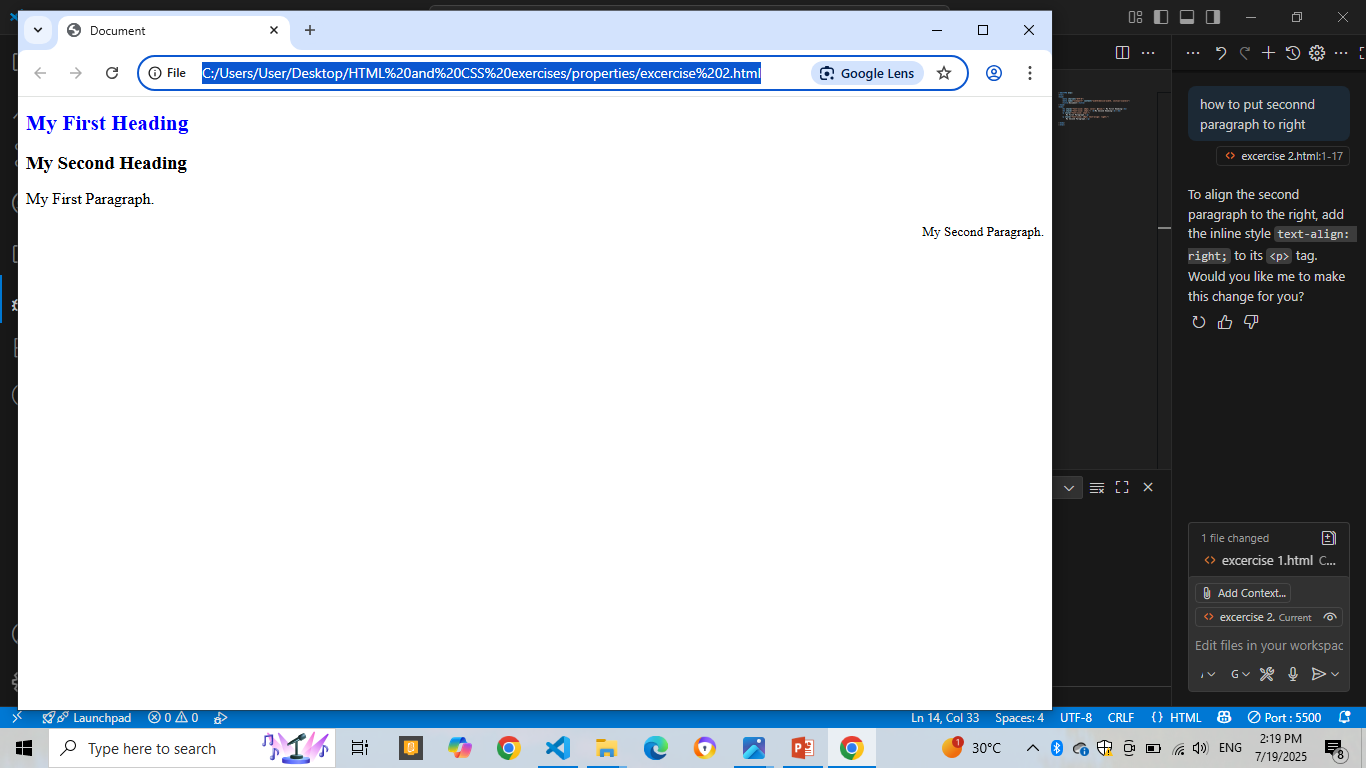 Document
File
C:/Users/User/Desktop/HTML%20and%20CSS%20exercises/properties/excercise%202.html
Google Lens
My First Heading
My Second Heading
My First Paragraph.
My Second Paragraph.
how to put seconnd
paragraph to right
excercise 2.html:1-17
To align the second
paragraph to the right, add
the inline style text-align:
right; to its <p> tag.
Would you like me to make
this change for you?
1 file changed
excercise 1.html C...
Add Context...
excercise 2. Current
Edit files in your workspac
G
Launchpad
0
0
Ln 14, Col 33
Spaces: 4
UTF-8
CRLF
{} HTML
Port : 5500
Type here to search
1
30°C
ENG
2:19 PM
7/19/2025
8